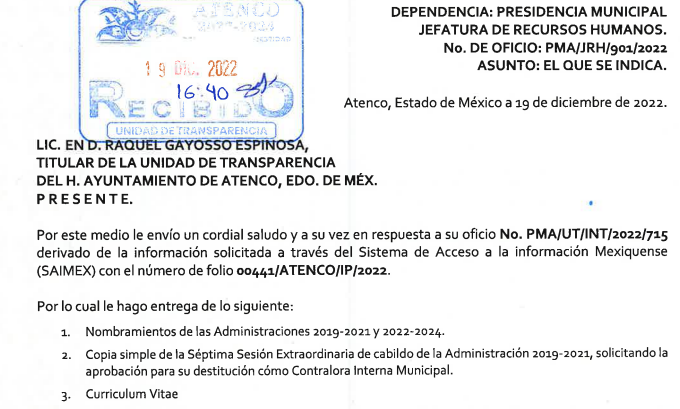 DEPENDENCIA: PRESIDENCIA MUNICIPAL
JEFATURA DE RECURSOS HUMANOS.
No. DE OFICIO: PMA/JRH/901/2022
ASUNTO: EL QUE SE INDICA.
ATENCO
2022-2024
19 DIC. 2022
16:40
RECIBIDO
UNIDAD DE TRANSPARENCIA
Atenco, Estado de México a 19 de diciembre de 2022.
LIC. EN D. RAQUEL GAYOSSO ESPINOSA,
TITULAR DE LA UNIDAD DE TRANSPARENCIA
DEL H. AYUNTAMIENTO DE ATENCO, EDO. DE MÉX.
P R E S E N T E.
Por este medio le envío un cordial saludo y a su vez en respuesta a su oficio No. PMA/UT/INT/2022/715
derivado de la información solicitada a través del Sistema de Acceso a la información Mexiquense
(SAIMEX) con el número de folio 00441/ATENCO/IP/2022.
Por lo cual le hago entrega de lo siguiente:
1. Nombramientos de las Administraciones 2019-2021 y 2022-2024.
2. Copia simple de la Séptima Sesión Extraordinaria de cabildo de la Administración 2019-2021, solicitando la
aprobación para su destitución cómo Contralora Interna Municipal.
3. Curriculum Vitae